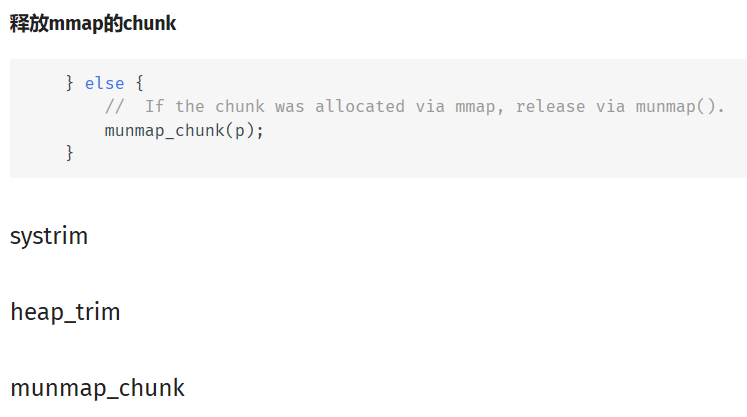 释放mmap的chunk
} else {
//  If the chunk was allocated via mmap, release via munmap().
munmap_chunk(p);
}
systrim
heap_trim
munmap_chunk